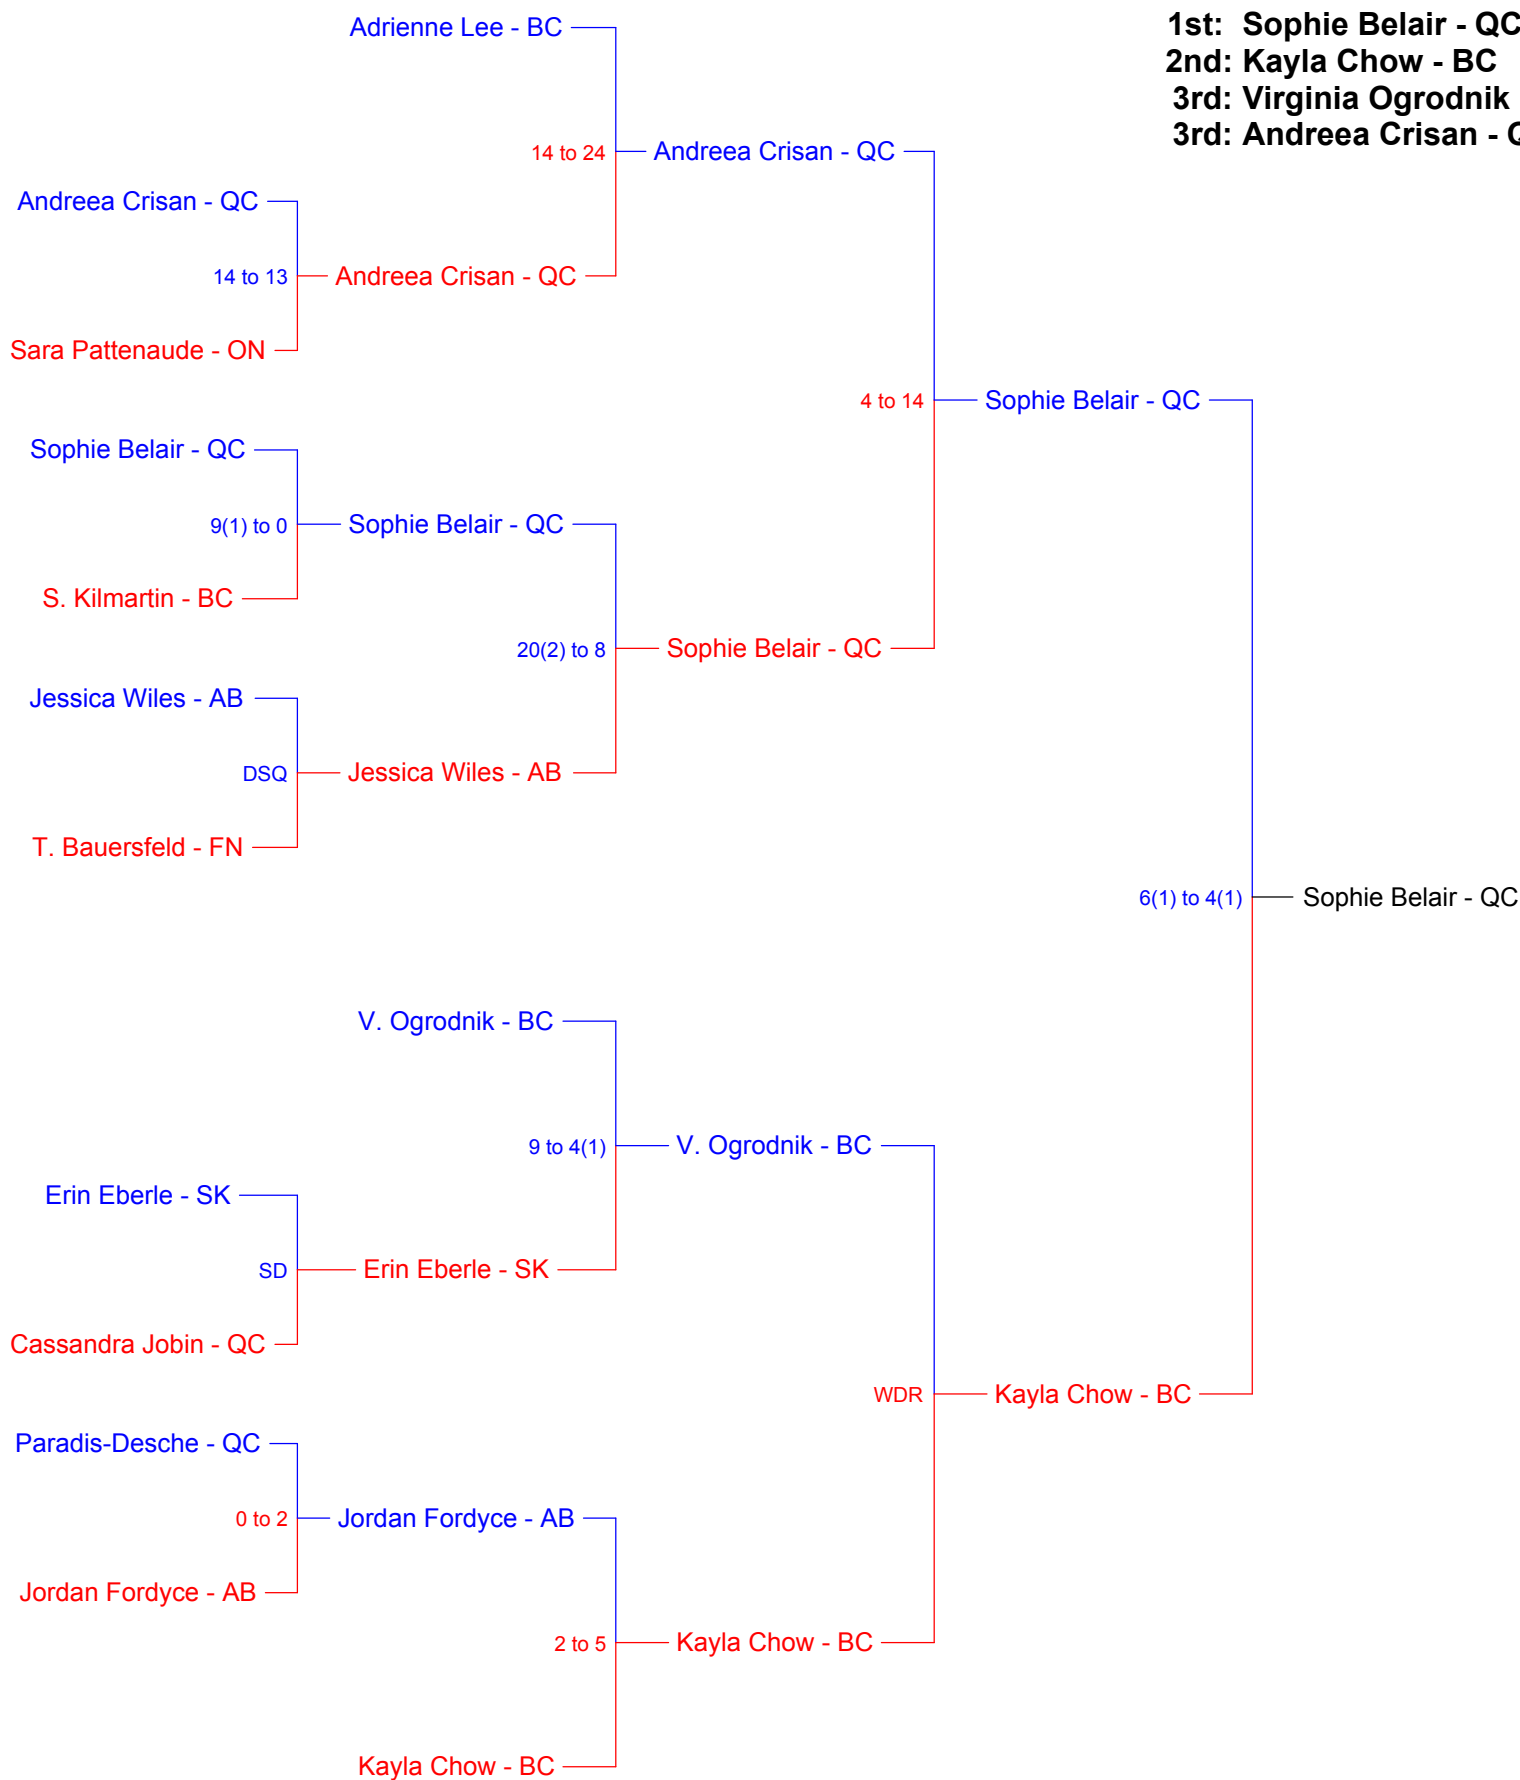 Adrienne Lee - BC
1st: Sophie Belair - QC
2nd: Kayla Chow - BC
3rd: Virginia Ogrodnik
3rd: Andreea Crisan -
14 to 24
Andreea Crisan - QC
Andreea Crisan - QC
14 to 13
Andreea Crisan - QC
Sara Pattenaude - ON
4 to 14
Sophie Belair - QC
Sophie Belair - QC
9(1) to 0
Sophie Belair - QC
S. Kilmartin - BC
20(2) to 8
Sophie Belair - QC
Jessica Wiles - AB
DSQ
Jessica Wiles - AB
T. Bauersfeld - FN
6(1) to 4(1)
Sophie Belair - QC
V. Ogrodnik - BC
9 to 4(1)
V. Ogrodnik - BC
Erin Eberle - SK
SD
Erin Eberle - SK
Cassandra Jobin - QC
WDR
Kayla Chow - BC
Paradis-Desche - QC
0 to 2
Jordan Fordyce - AB
Jordan Fordyce - AB
2 to 5
Kayla Chow - BC
Kayla Chow - BC